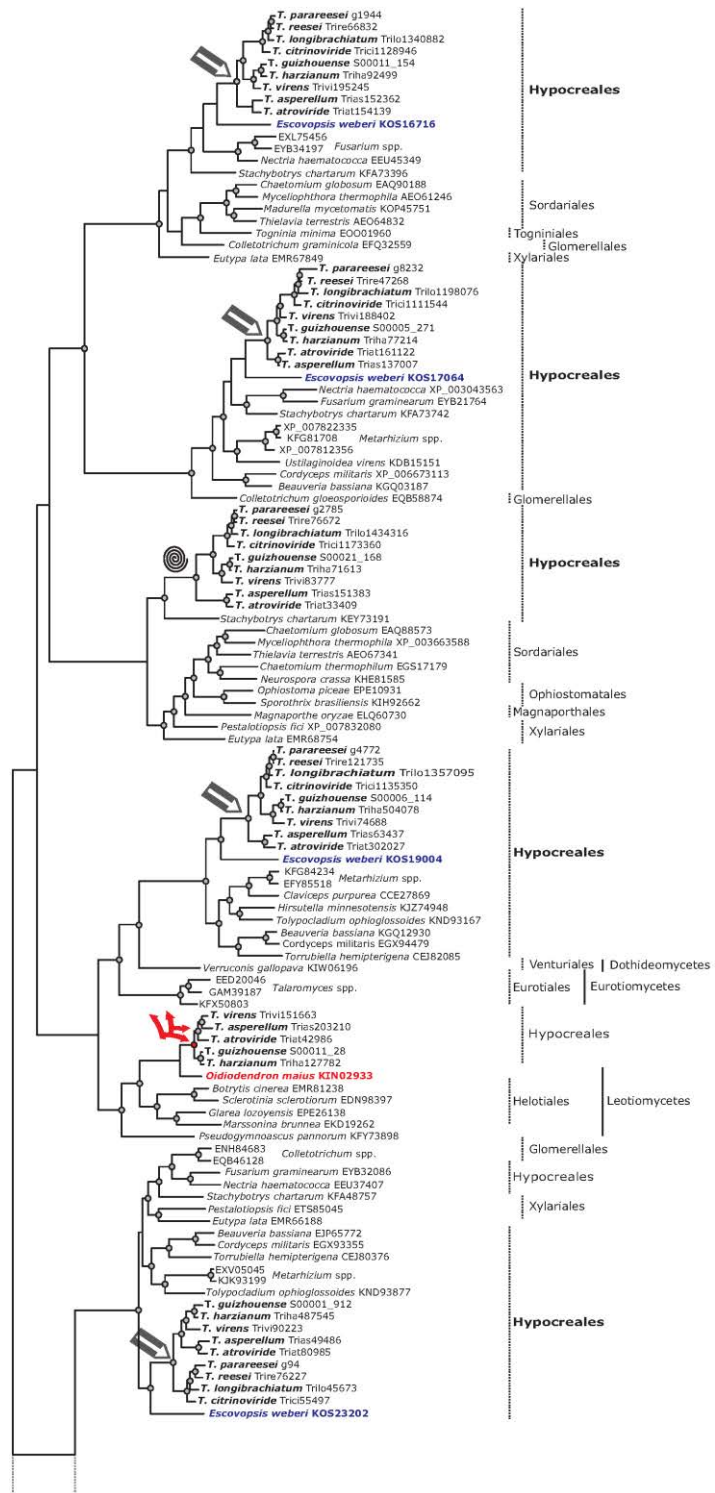 T. parareesei g1944
T. reesei Trire66832
T. longibrachiatum Trilo1340882
T. citrinoviride Trici1128946
T. guizhouense S00011_154
T. harzianum Triha92499
T. virens Trivi195245
T. asperellum Trias152362
T. atroviride Triat154139
Hypocreales
Escovopsis weberi KOS16716
EXL75456
EYB34197 Fusarium spp.
Nectria haematococca EEU45349
Stachybotrys chartarum KFA73396
Chaetomium globosum EAQ90188
Myceliophthora thermophila AEO61246
Madurella mycetomatis KOP45751
Thielavia terrestris AEO64832
Sordariales
Togninia minima EOO01960
Togniniales
Colletotrichum graminicola EFQ32559
Glomerellales
Eutypa lata EMR67849
Xylariales
T. parareesei g8232
T. reesei Trire47268
T. longibrachiatum Trilo1198076
T. citrinoviride Trici1111544
T. virens Trivi188402
T. guizhouense S00005_271
T. harzianum Triha77214
T. atroviride Triat161122
T. asperellum Trias137007
Escovopsis weberi KOS17064
Hypocreales
Nectria haematococca XP_003043563
Fusarium graminearum EYB21764
Stachybotrys chartarum KFA73742
XP_007822335
KFG81708 Metarhizium spp.
XP_007812356
Ustilaginoidea virens KDB15151
Cordyceps militaris XP_006673113
Beauveria bassiana KGQ03187
Colletotrichum gloeosporioides EQB58874
Glomerellales
T. parareesei g2785
T. reesei Trire76672
T. longibrachiatum Trilo1434316
T. citrinoviride Trici1173360
T. guizhouense S00021_168
Hypocreales
T. harzianum Triha71613
T. virens Trivi83777
T. asperellum Trias151383
T. atroviride Triat33409
Stachybotrys chartarum KEY73191
Chaetomium globosum EAQ88573
Myceliophthora thermophila XP_003663588
Thielavia terrestris AEO67341
Sordariales
Chaetomium thermophilum EGS17179
Neurospora crassa KHE81585
Ophiostoma piceae EPE10931
Ophiostomatales
Sporothrix brasiliensis KIH92662
Magnaporthe oryzae ELQ60730
Magnaporthales
Pestalotiopsis fici XP_007832080
Xylariales
Eutypa lata EMR68754
T. parareesei g4772
T. reesei Trire121735
T. longibrachiatum Trilo1357095
T. citrinoviride Trici1135350
T. guizhouense S00006_114
T. harzianum Triha504078
T. virens Trivi74688
T. asperellum Trias63437
T. atroviride Triat302027
Hypocreales
Escovopsis weberi KOS19004
KFG84234
EFY85518 Metarhizium spp.
Claviceps purpurea CCE27869
Hirsutella minnesotensis KJZ74948
Tolypocladium ophioglossoides KND93167
Beauveria bassiana KGQ12930
Cordyceps militaris EGX94479
Torrubiella hemipterigena CEJ82085
Verruconis gallopava KIW06196
Venturiales Dothideomycetes
EED20046
GAM39187 Talaromyces spp.
Eurotiales Eurotiomycetes
KFX50803
T. virens Trivi151663
T. asperellum Trias203210
Hypocreales
T. atroviride Triat42986
T. guizhouense S00011_28
T. harzianum Triha127782
Oidiodendron maius KIN02933
Botrytis cinerea EMR81238
Sclerotinia sclerotiorum EDN98397
Helotiales Leotiomycetes
Glarea lozoyensis EPE26138
Marssonina brunnea EKD19262
Pseudogymnoascus pannorum KFY73898
ENH84683
Glomerellales
EQB46128 Colletotrichum spp.
Fusarium graminearum EYB32086
Hypocreales
Nectria haematococca EEU37407
Stachybotrys chartarum KFA48757
Pestalotiopsis fici ETS85045
Xylariales
Eutypa lata EMR66188
Beauveria bassiana EJP65772
Cordyceps militaris EGX93355
Torrubiella hemipterigena CEJ80376
EXV05045
KJK93199 Metarhizium spp.
Tolypocladium ophioglossoides KND93877
T. guizhouense S00001_912
T. harzianum Triha487545
Hypocreales
T. virens Trivi90223
T. asperellum Trias49486
T. atroviride Triat80985
T. parareesei g94
T. reesei Trire76227
T. longibrachiatum Trilo45673
T. citrinoviride Trici55497
Escovopsis weberi KOS23202